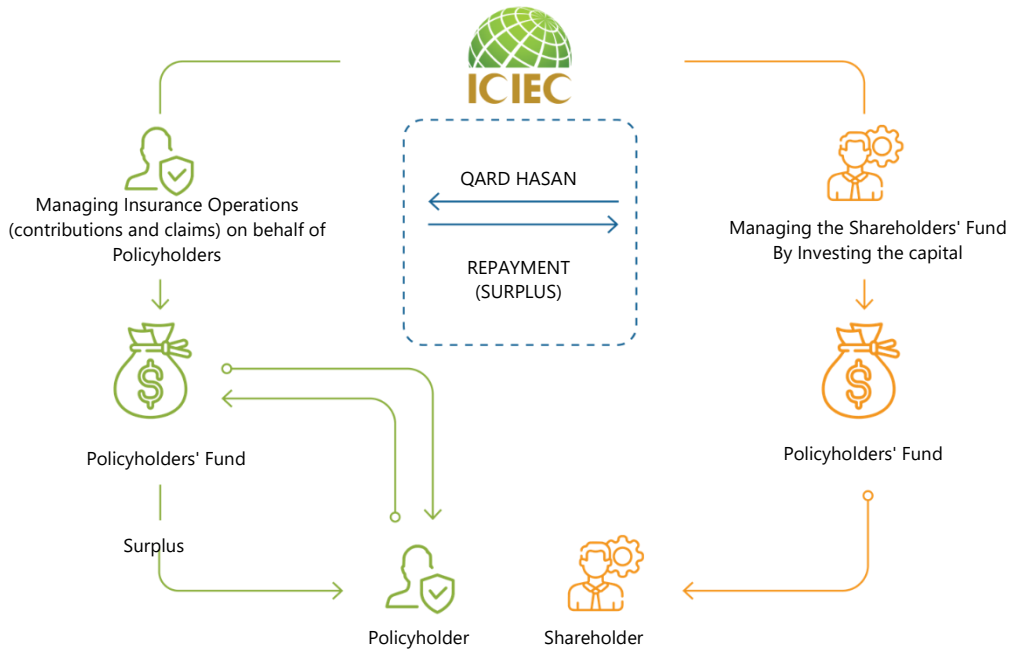 ICIEC
QARD HASAN
REPAYMENT
(SURPLUS)
Managing Insurance Operations
(contributions and claims) on behalf of
Policyholders
Managing the Shareholders' Fund
By Investing the capital
$
$
Policyholders' Fund
Policyholders' Fund
Surplus
Policyholder
Shareholder